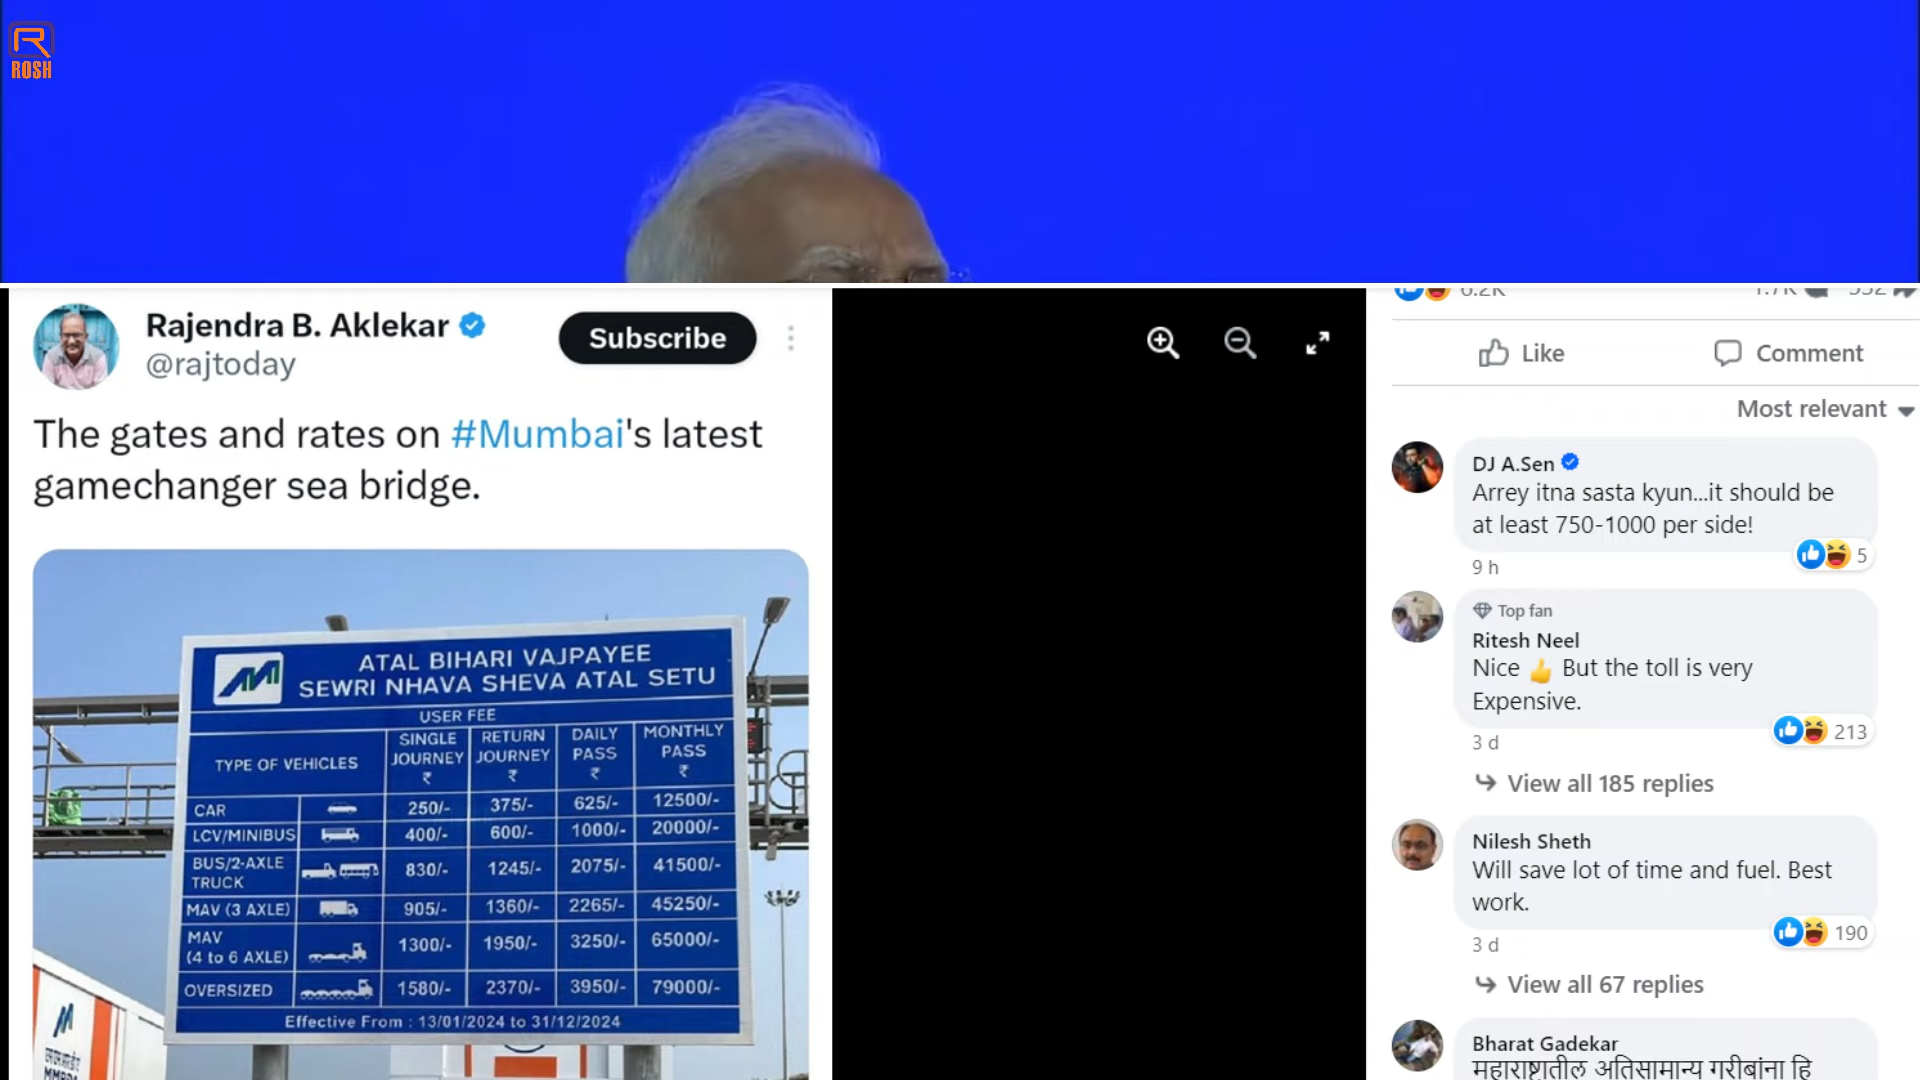 ROSH
Rajendra B. Aklekar
@rajtoday
Subscribe
The gates and rates on #Mumbai's latest
gamechanger sea bridge.
ATAL BIHARI VAJPAYEE
SEWRI NHAVA SHEVA ATAL SETU
USER FEE
TYPE OF VEHICLES SINGLE JOURNEY ₹ RETURN JOURNEY ₹ DAILY PASS ₹ MONTHLY PASS ₹
CAR 250/- 375/- 625/- 12500/-
LCV/MINIBUS 400/- 600/- 1000/- 20000/-
BUS/2-AXLE TRUCK 830/- 1245/- 2075/- 41500/-
MAV (3 AXLE) 905/- 1360/- 2265/- 45250/-
MAV (4 to 6 AXLE) 1300/- 1950/- 3250/- 65000/-
OVERSIZED 1580/- 2370/- 3950/- 79000/-
Effective From : 13/01/2024 to 31/12/2024
6.2K
Like Comment
Most relevant
DJ A.Sen
Arrey itna sasta kyun...it should be
at least 750-1000 per side!
5
9 h
Top fan
Ritesh Neel
Nice 👍 But the toll is very
Expensive.
213
3 d
View all 185 replies
Nilesh Sheth
Will save lot of time and fuel. Best
work.
190
3 d
View all 67 replies
Bharat Gadekar
महाराष्ट्रातील अतिसामान्य गरीबांना हि